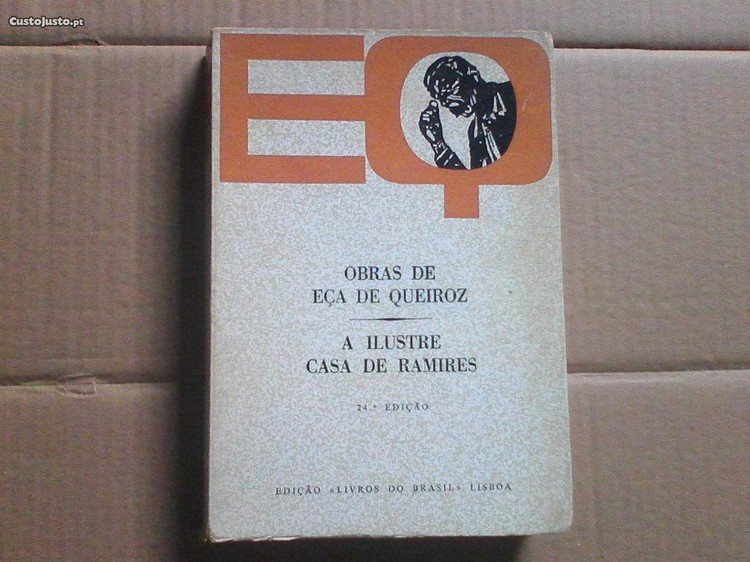 CustoJusto.pt
EQ
OBRAS DE
EÇA DE QUEIROZ
A ILUSTRE
CASA DE RAMIRES
24.ª EDIÇÃO
EDIÇÃO «LIVROS DO BRASIL» LISBOA